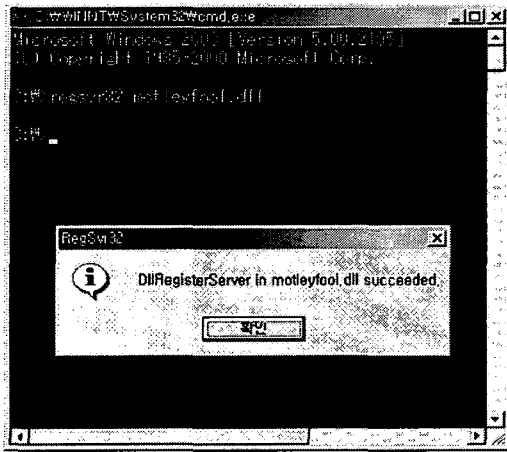 C:₩WINNT₩System32₩cmd.exe
Microsoft Windows 2000 [Version 5.00.2195]
(C) Copyright 1985-2000 Microsoft Corp.
C:₩>regsvr32 motleyfool.dll
C:₩>
RegSvr32
DllRegisterServer in motleyfool.dll succeeded.
확인